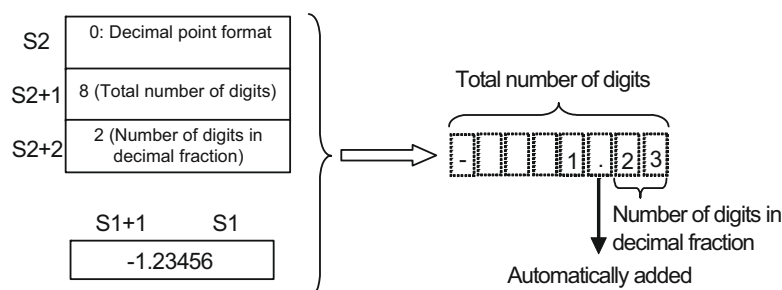 S2
0: Decimal point format
S2+1
8 (Total number of digits)
S2+2
2 (Number of digits in
decimal fraction)
S1+1 S1
-1.23456
Total number of digits
- 1 . 2 3
Number of digits in
decimal fraction
Automatically added